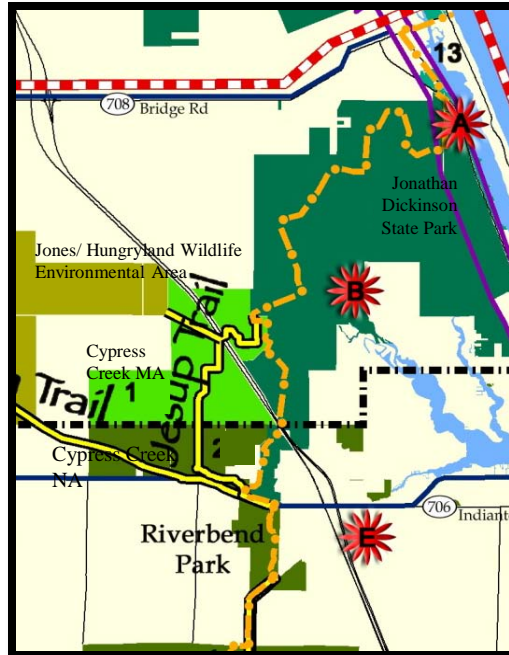 13
708 Bridge Rd
A
Jonathan
Dickinson
State Park
Jones/ Hungryland Wildlife
Environmental Area
B
Jesup Trail
Cypress
Creek MA
1
Trail
Cypress Creek
NA
2
706
Riverbend
Park
E